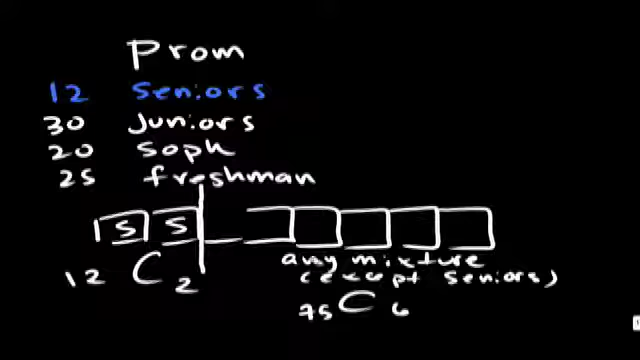 Prom
12 Seniors
30 Juniors
20 Soph
25 freshman
S S
any mixture
(except Seniors)
12 C 2
75 C 6